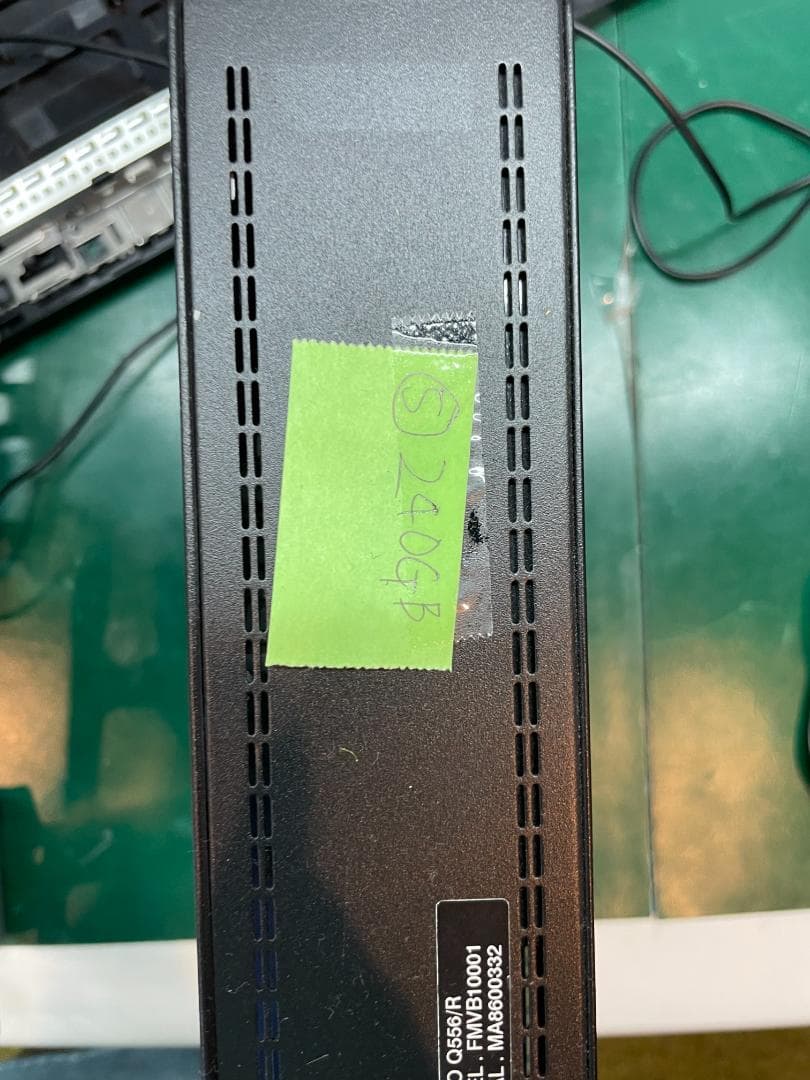 Ⓢ 240GB
O Q556/R
EL . FMVB10001
AL . MA8600332